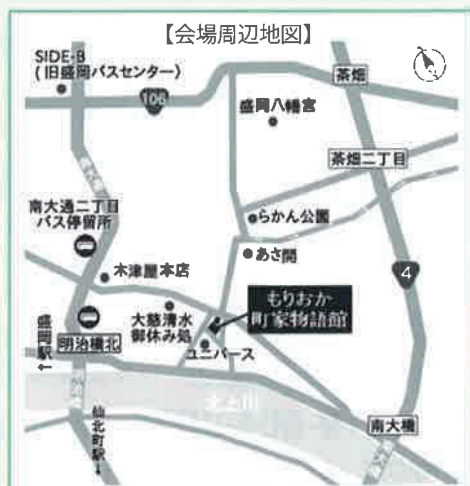 【会場周辺地図】
SIDE-B
(旧盛岡バスセンター)
106
茶畑
盛岡八幡宮
茶畑二丁目
南大通二丁目
バス停留所
らかん公園
あさ開
木津屋本店
4
もりおか
町家物語館
大慈清水
御休み処
盛岡駅←
明治橋北
ユニバース
北上川
南大橋
仙北町駅→